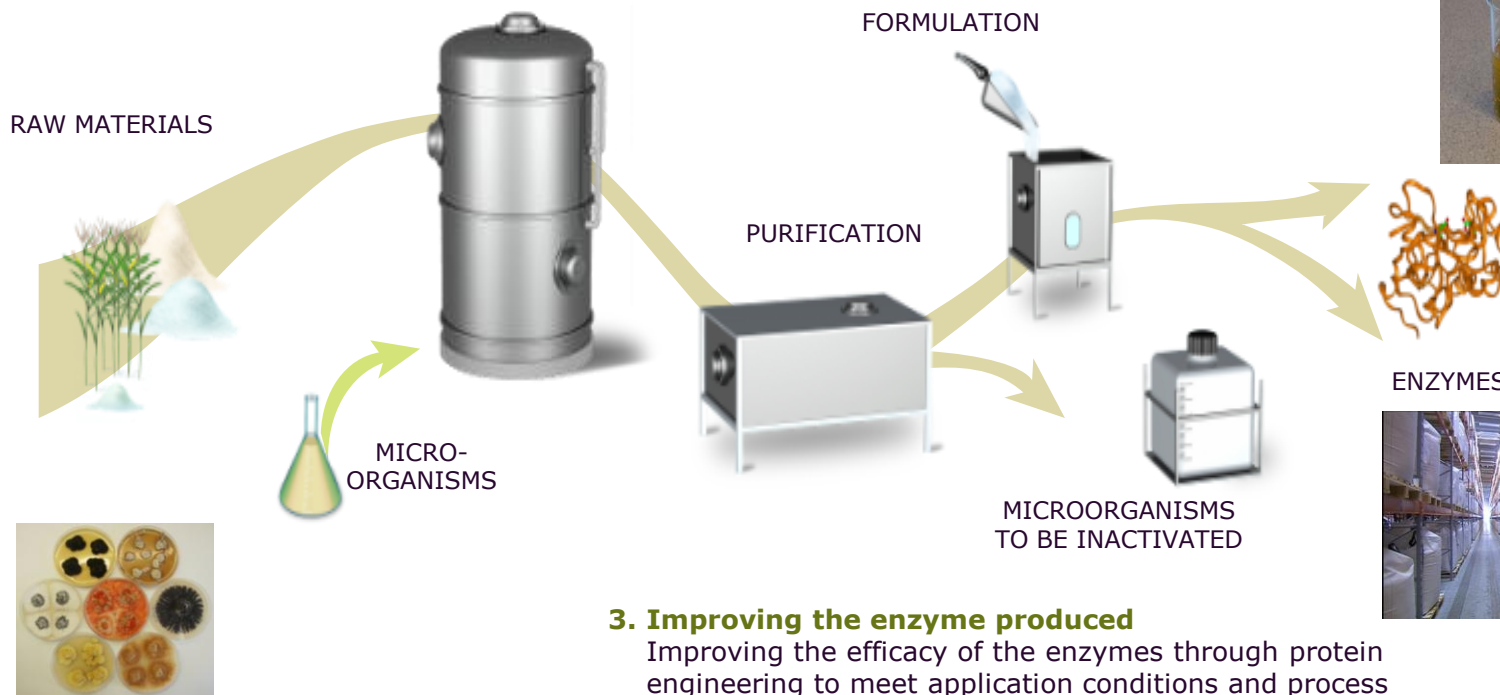 FORMULATION
RAW MATERIALS
PURIFICATION
ENZYMES
MICRO-
ORGANISMS
MICROORGANISMS
TO BE INACTIVATED
3. Improving the enzyme produced
Improving the efficacy of the enzymes through protein
engineering to meet application conditions and process